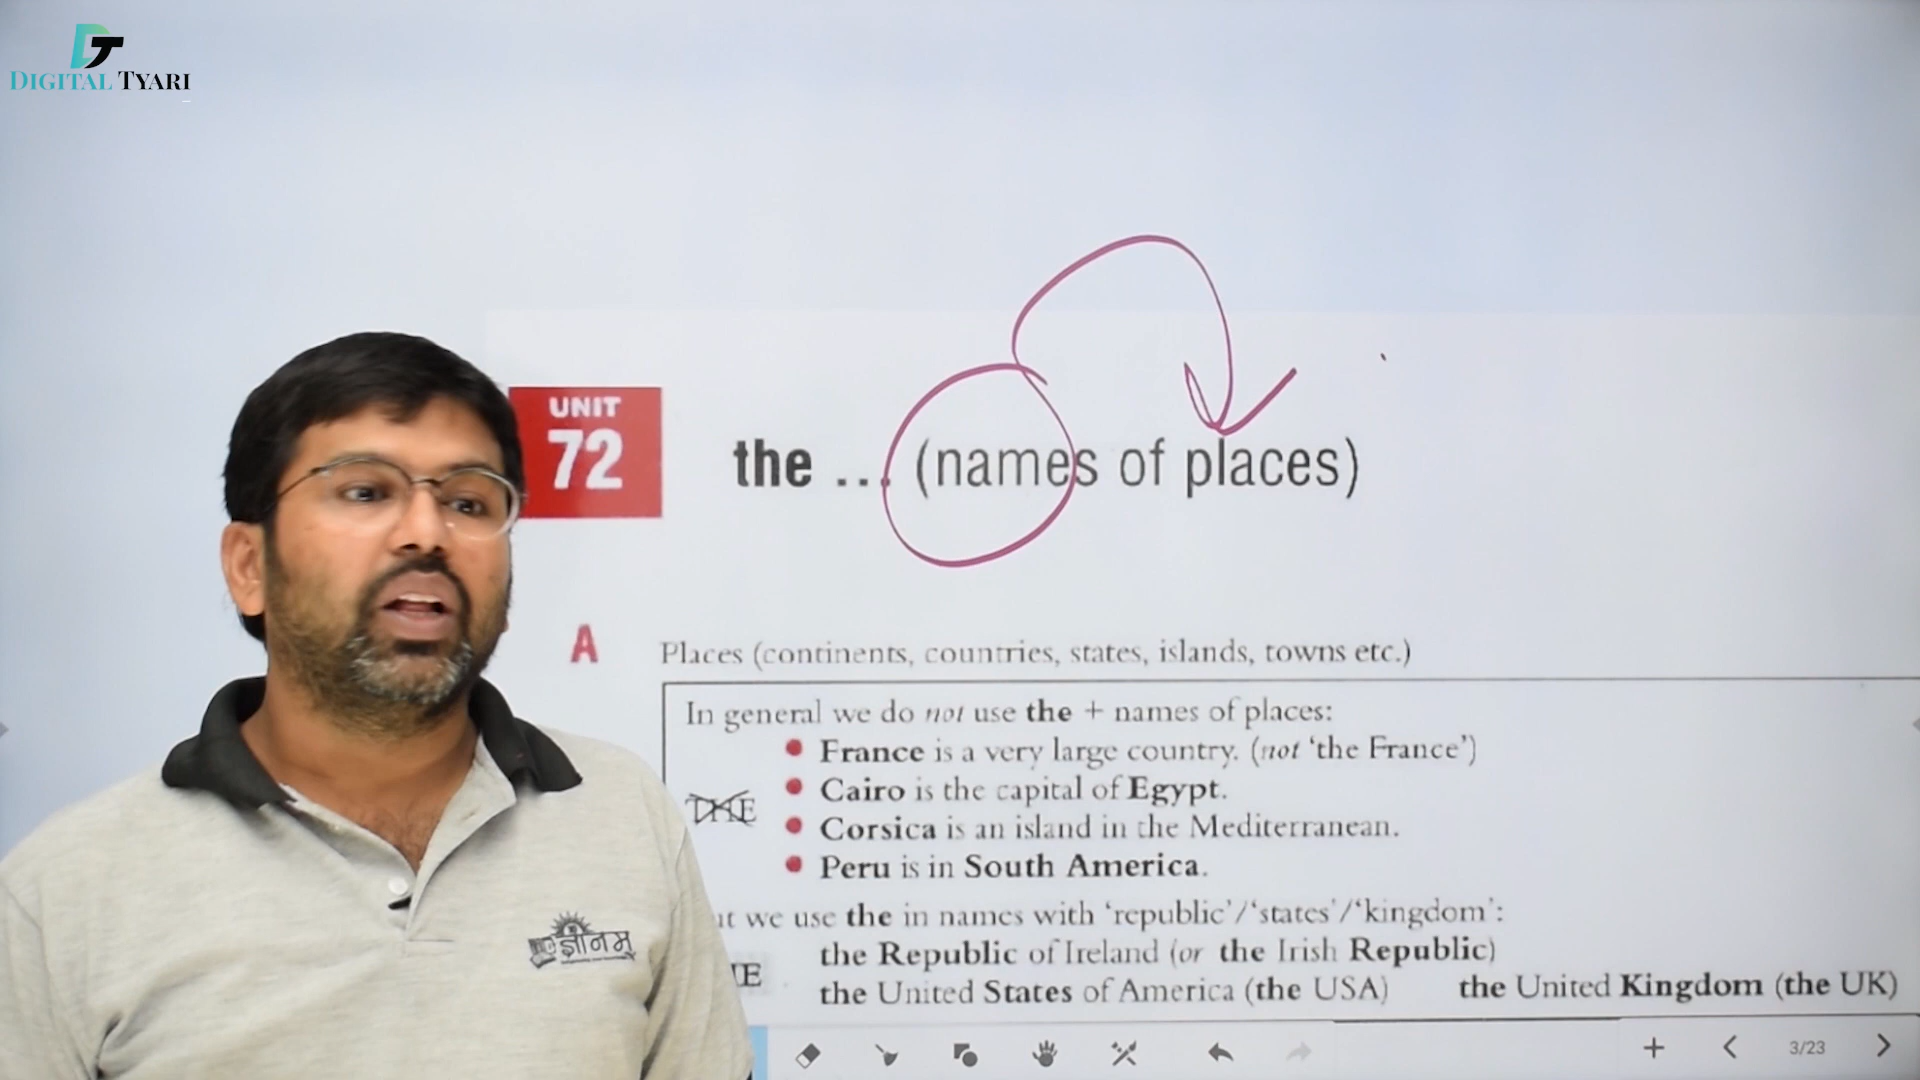 DIGITAL TYARI
UNIT
72
the ... (names of places)
A
Places (continents, countries, states, islands, towns etc.)
In general we do not use the + names of places:
France is a very large country. (not 'the France')
THE
Cairo is the capital of Egypt.
Corsica is an island in the Mediterranean.
Peru is in South America.
we use the in names with 'republic'/'states'/'kingdom':
the Republic of Ireland (or the Irish Republic)
the United States of America (the USA) the United Kingdom (the UK)
ज्ञानम्
3/23